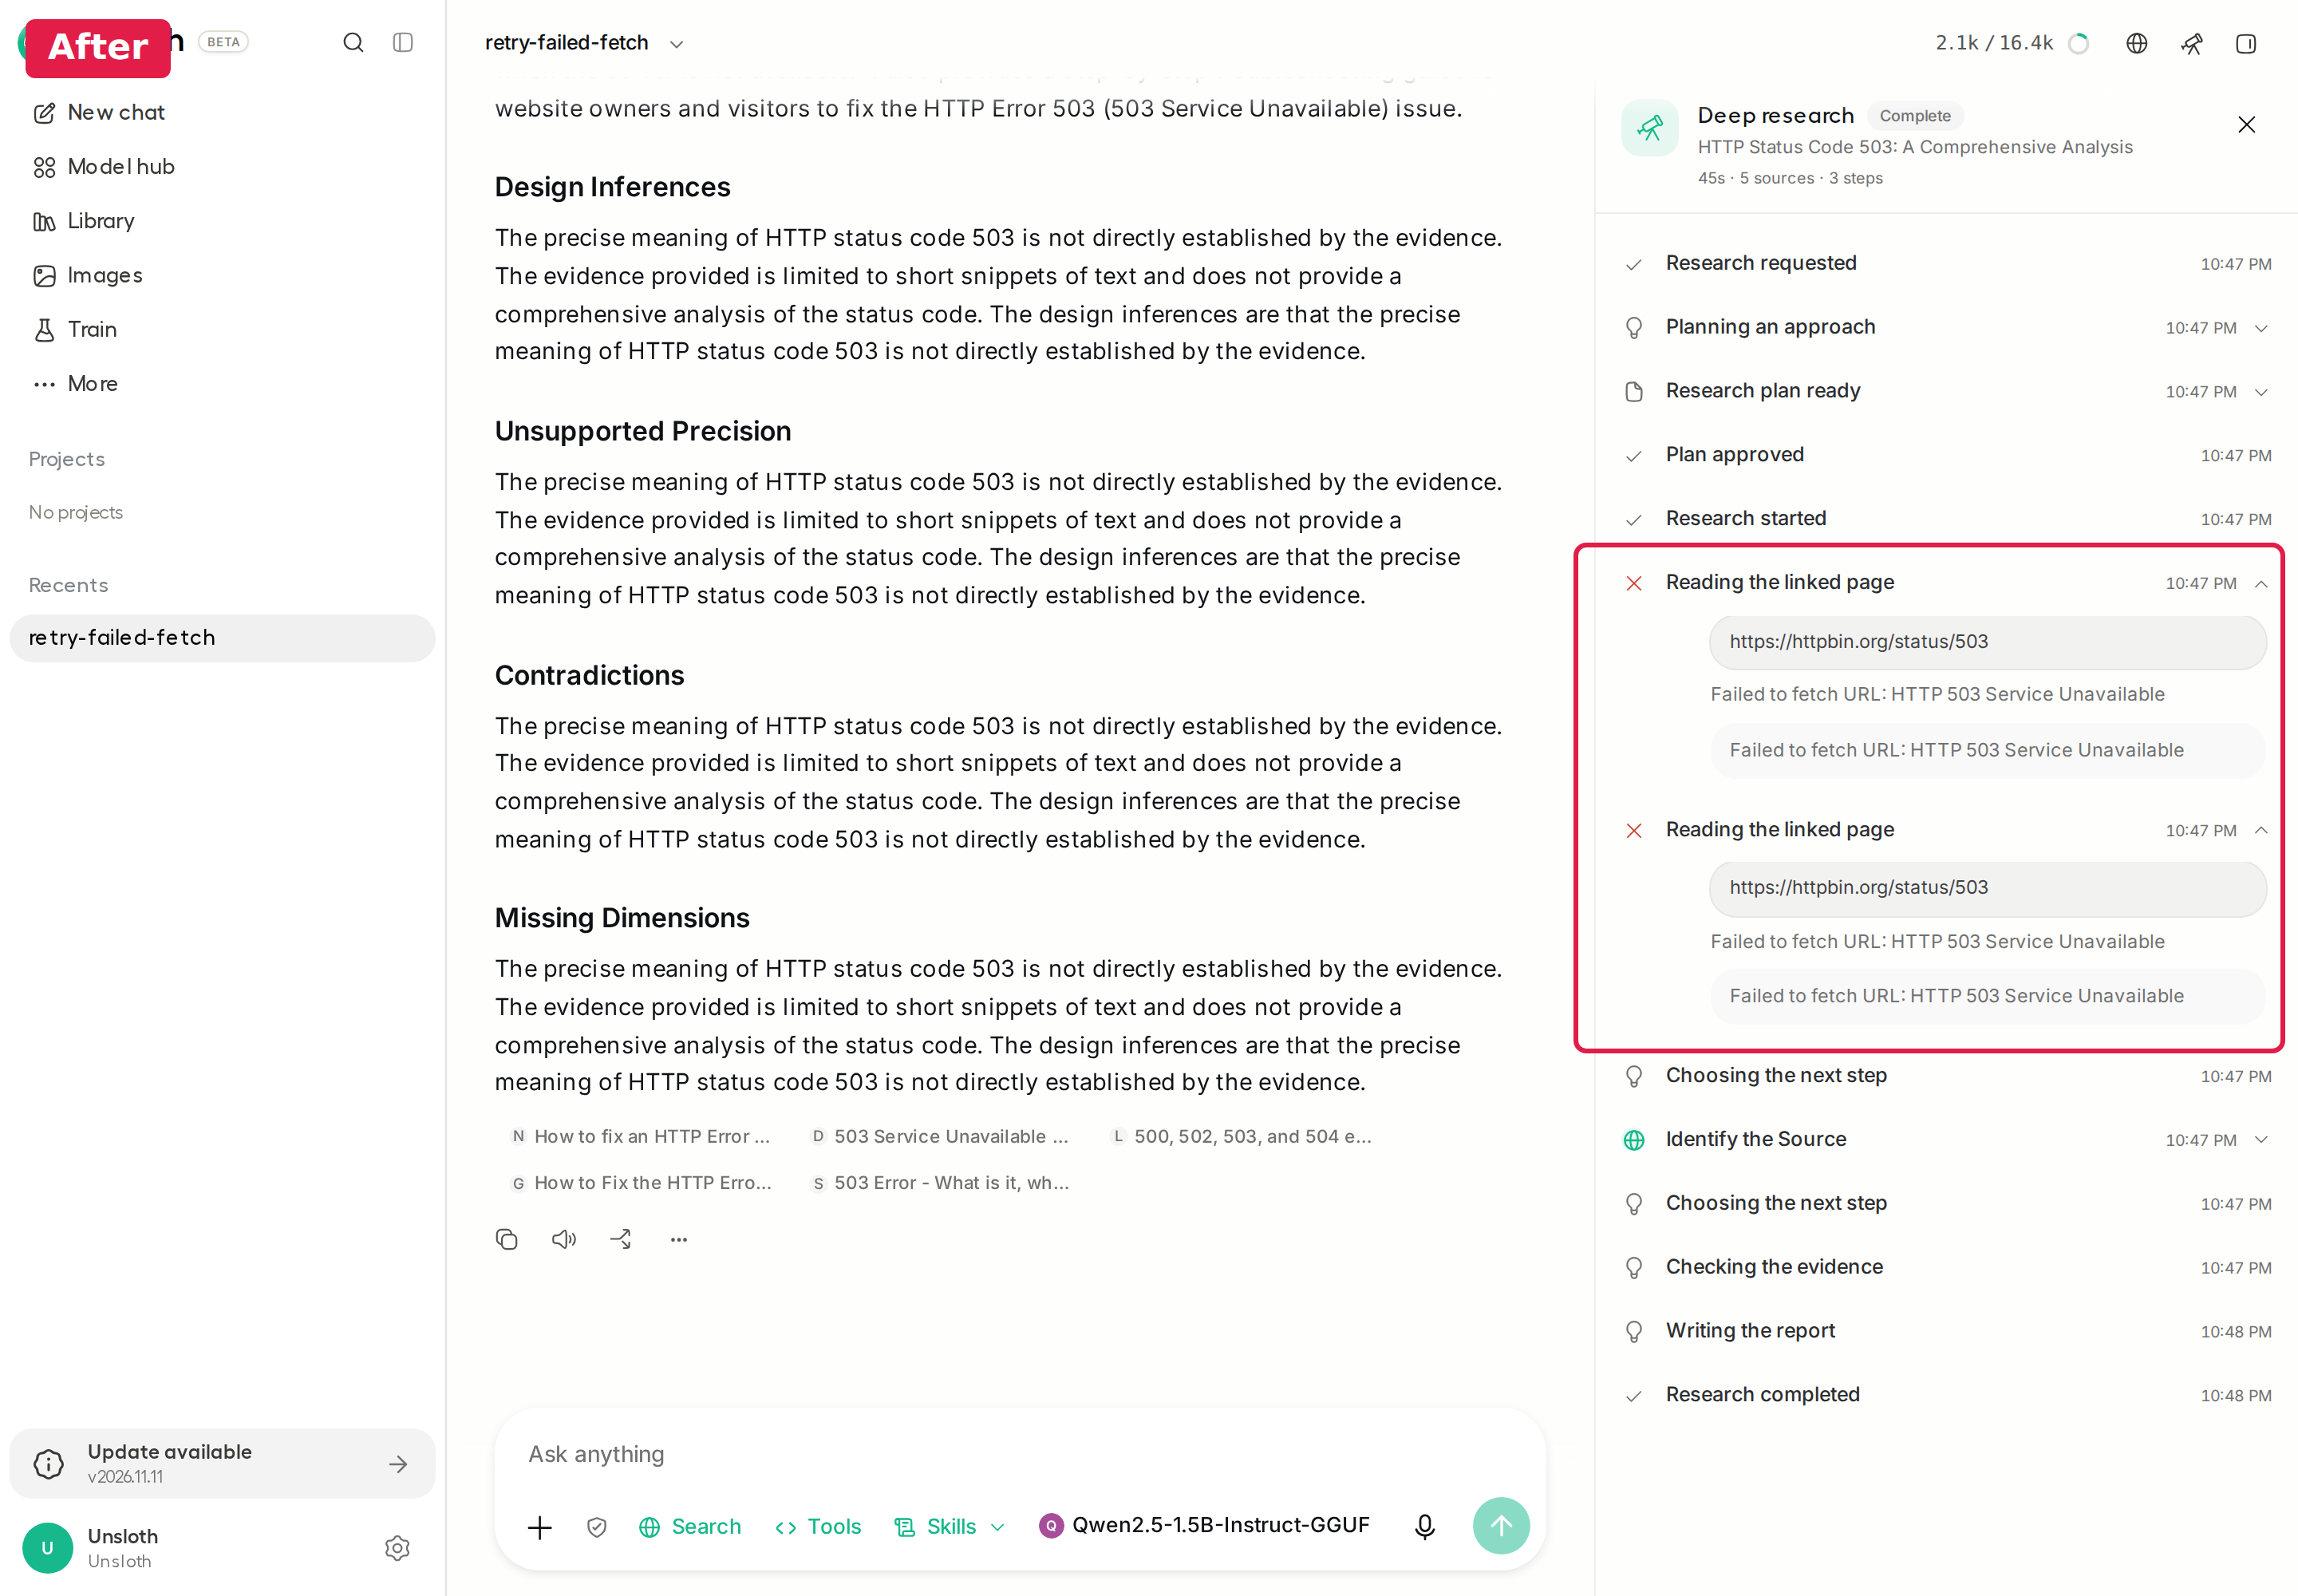 After
BETA
New chat
Model hub
Library
Images
Train
More
Projects
No projects
Recents
retry-failed-fetch
Update available
v2026.11.11
U
Unsloth
Unsloth
retry-failed-fetch
2.1k / 16.4k
website owners and visitors to fix the HTTP Error 503 (503 Service Unavailable) issue.
Design Inferences
The precise meaning of HTTP status code 503 is not directly established by the evidence.
The evidence provided is limited to short snippets of text and does not provide a
comprehensive analysis of the status code. The design inferences are that the precise
meaning of HTTP status code 503 is not directly established by the evidence.
Unsupported Precision
The precise meaning of HTTP status code 503 is not directly established by the evidence.
The evidence provided is limited to short snippets of text and does not provide a
comprehensive analysis of the status code. The design inferences are that the precise
meaning of HTTP status code 503 is not directly established by the evidence.
Contradictions
The precise meaning of HTTP status code 503 is not directly established by the evidence.
The evidence provided is limited to short snippets of text and does not provide a
comprehensive analysis of the status code. The design inferences are that the precise
meaning of HTTP status code 503 is not directly established by the evidence.
Missing Dimensions
The precise meaning of HTTP status code 503 is not directly established by the evidence.
The evidence provided is limited to short snippets of text and does not provide a
comprehensive analysis of the status code. The design inferences are that the precise
meaning of HTTP status code 503 is not directly established by the evidence.
N How to fix an HTTP Error ... D 503 Service Unavailable ... L 500, 502, 503, and 504 e...
G How to Fix the HTTP Erro... S 503 Error - What is it, wh...
Ask anything
Search Tools Skills Q Qwen2.5-1.5B-Instruct-GGUF
Deep research Complete
HTTP Status Code 503: A Comprehensive Analysis
45s · 5 sources · 3 steps
Research requested 10:47 PM
Planning an approach 10:47 PM
Research plan ready 10:47 PM
Plan approved 10:47 PM
Research started 10:47 PM
Reading the linked page 10:47 PM
https://httpbin.org/status/503
Failed to fetch URL: HTTP 503 Service Unavailable
Failed to fetch URL: HTTP 503 Service Unavailable
Reading the linked page 10:47 PM
https://httpbin.org/status/503
Failed to fetch URL: HTTP 503 Service Unavailable
Failed to fetch URL: HTTP 503 Service Unavailable
Choosing the next step 10:47 PM
Identify the Source 10:47 PM
Choosing the next step 10:47 PM
Checking the evidence 10:47 PM
Writing the report 10:48 PM
Research completed 10:48 PM